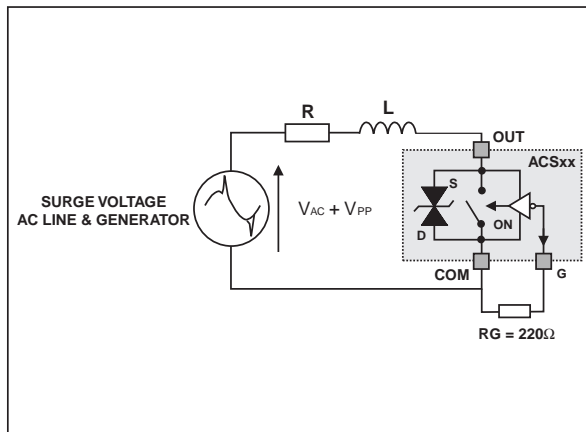 R
L
OUT
ACSxx
S
SURGE VOLTAGE
AC LINE & GENERATOR
VAC + VPP
ON
D
COM
G
RG = 220Ω